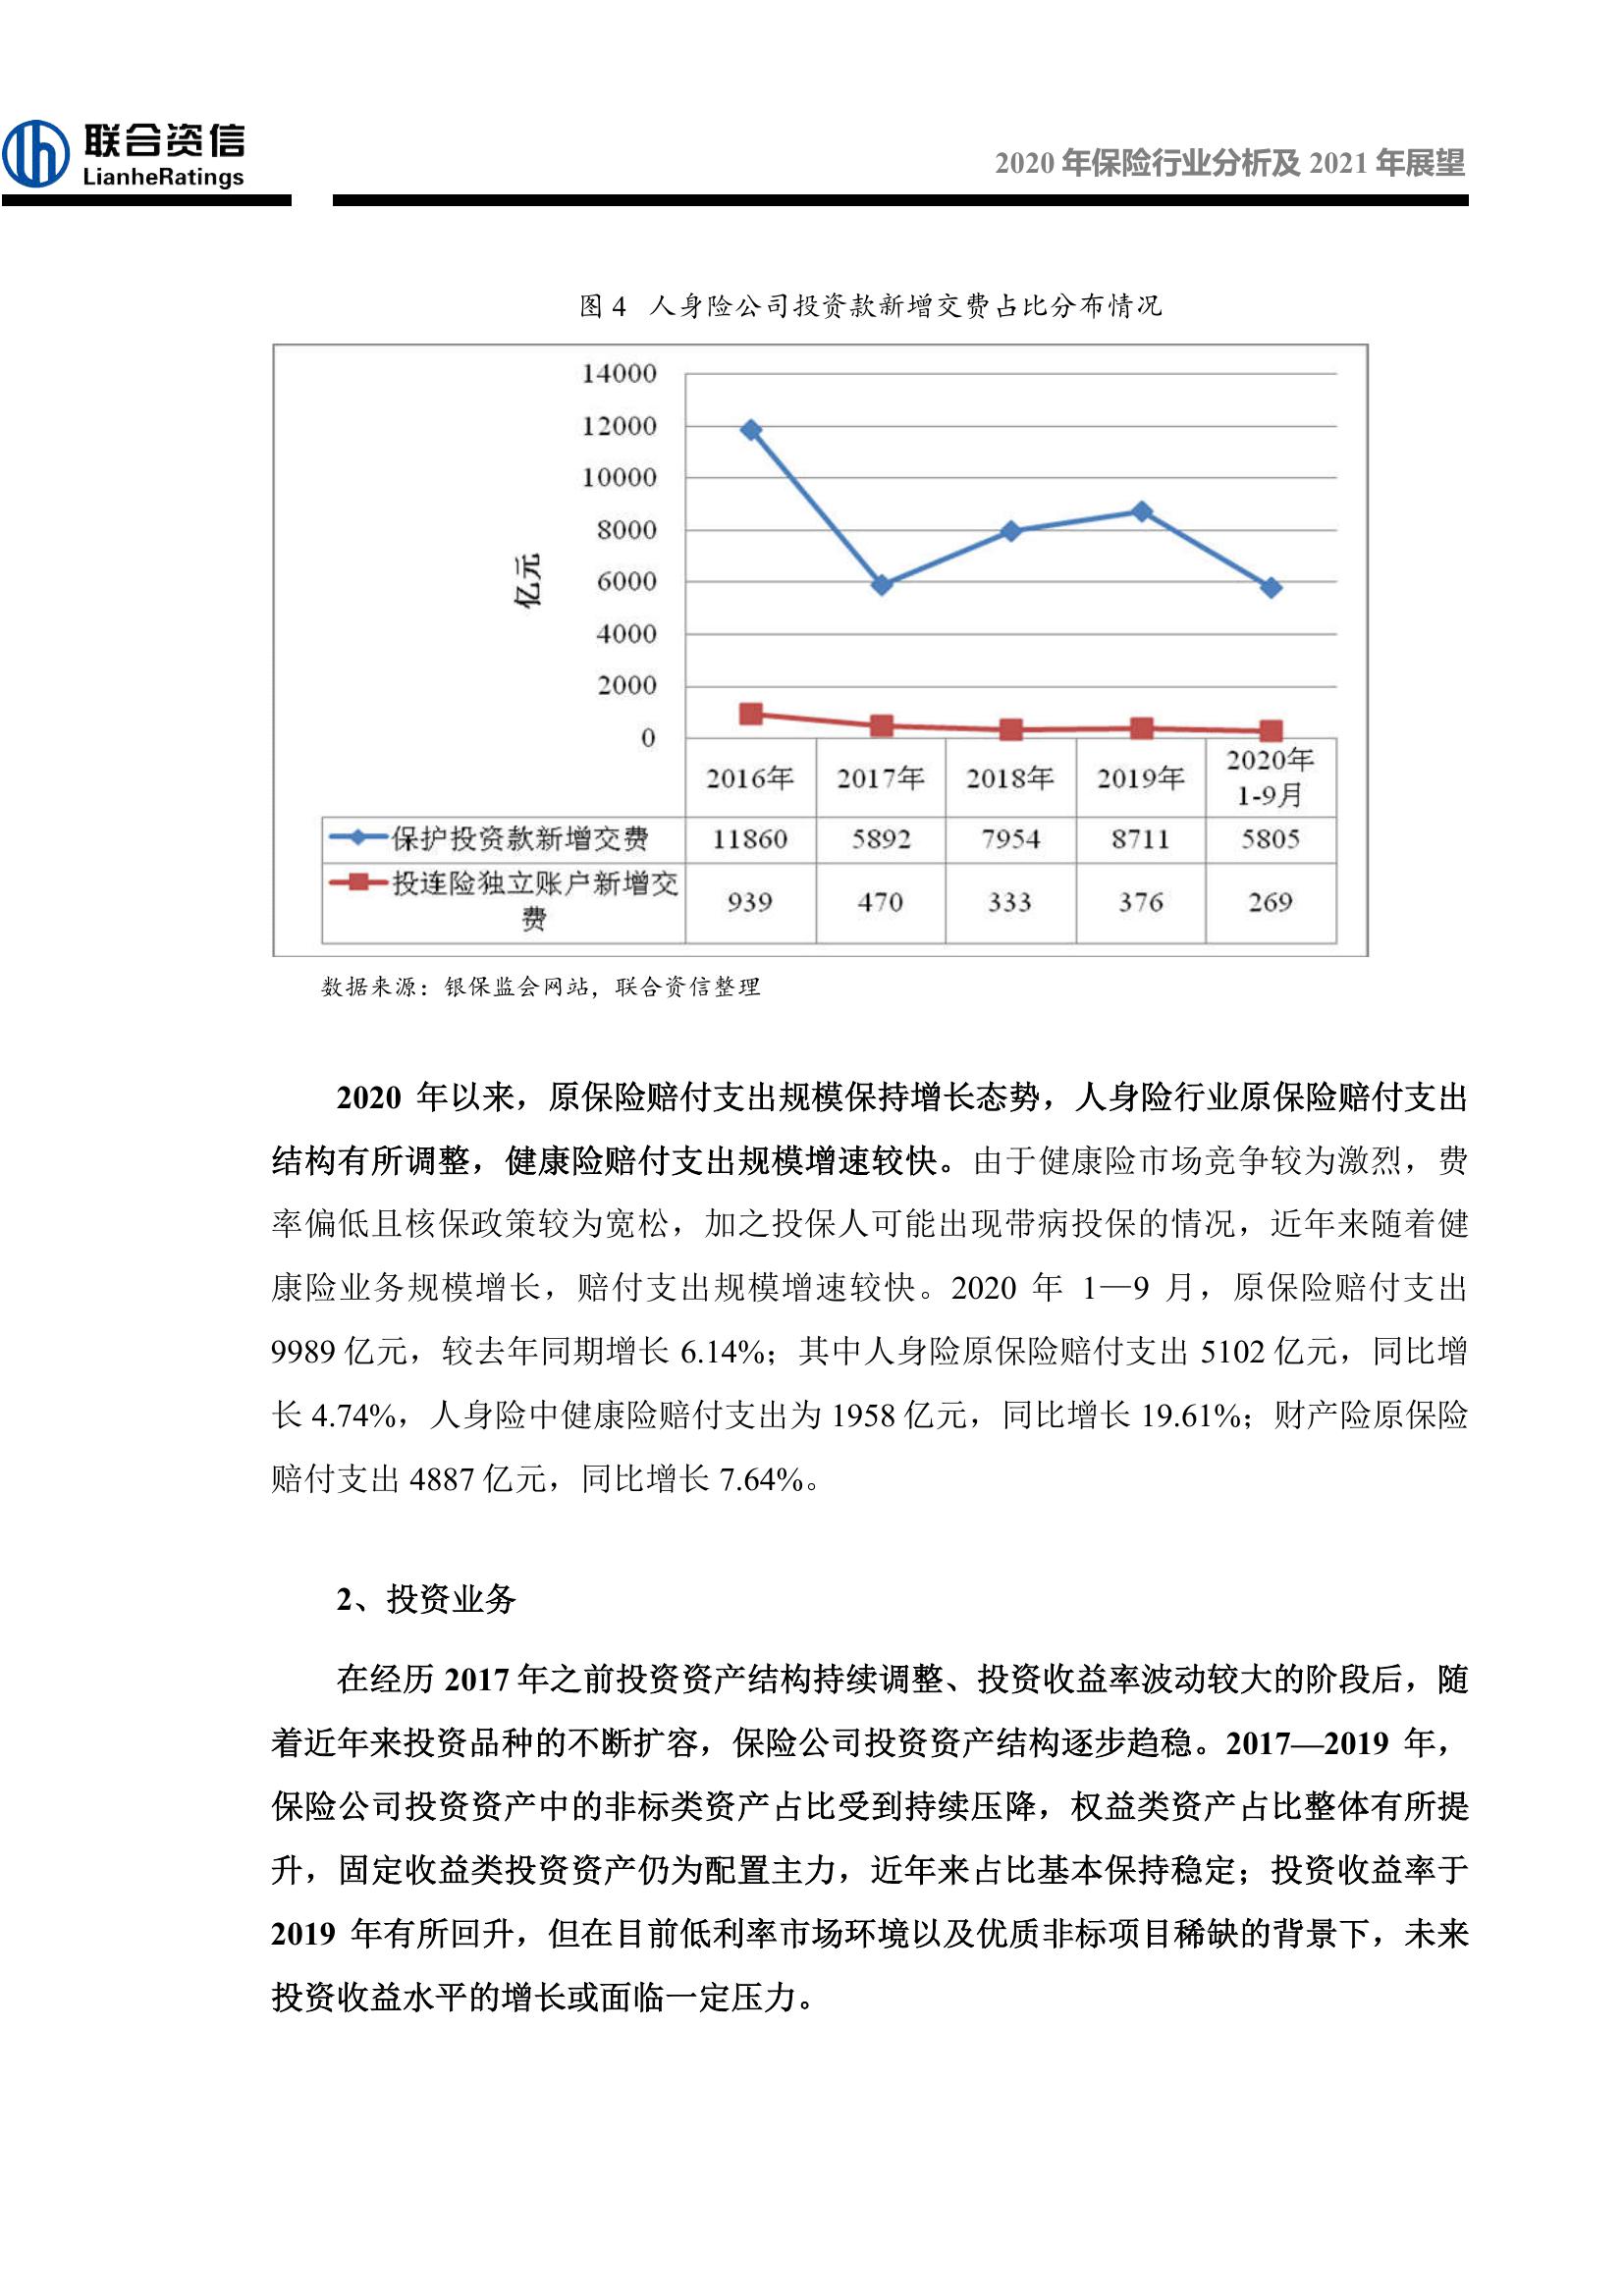 联合资信
LianheRatings
2020 年保险行业分析及 2021 年展望
图 4 人身险公司投资款新增交费占比分布情况
14000
12000
10000
8000
6000
4000
2000
0
亿元
2016年 2017年 2018年 2019年 2020年
1-9月
保护投资款新增交费 11860 5892 7954 8711 5805
投连险独立账户新增交
费 939 470 333 376 269
数据来源：银保监会网站，联合资信整理
2020 年以来，原保险赔付支出规模保持增长态势，人身险行业原保险赔付支出
结构有所调整，健康险赔付支出规模增速较快。由于健康险市场竞争较为激烈，费
率偏低且核保政策较为宽松，加之投保人可能出现带病投保的情况，近年来随着健
康险业务规模增长，赔付支出规模增速较快。2020 年 1—9 月，原保险赔付支出
9989 亿元，较去年同期增长 6.14%；其中人身险原保险赔付支出 5102 亿元，同比增
长 4.74%，人身险中健康险赔付支出为 1958 亿元，同比增长 19.61%；财产险原保险
赔付支出 4887 亿元，同比增长 7.64%。
2、投资业务
在经历 2017 年之前投资资产结构持续调整、投资收益率波动较大的阶段后，随
着近年来投资品种的不断扩容，保险公司投资资产结构逐步趋稳。2017—2019 年，
保险公司投资资产中的非标类资产占比受到持续压降，权益类资产占比整体有所提
升，固定收益类投资资产仍为配置主力，近年来占比基本保持稳定；投资收益率于
2019 年有所回升，但在目前低利率市场环境以及优质非标项目稀缺的背景下，未来
投资收益水平的增长或面临一定压力。